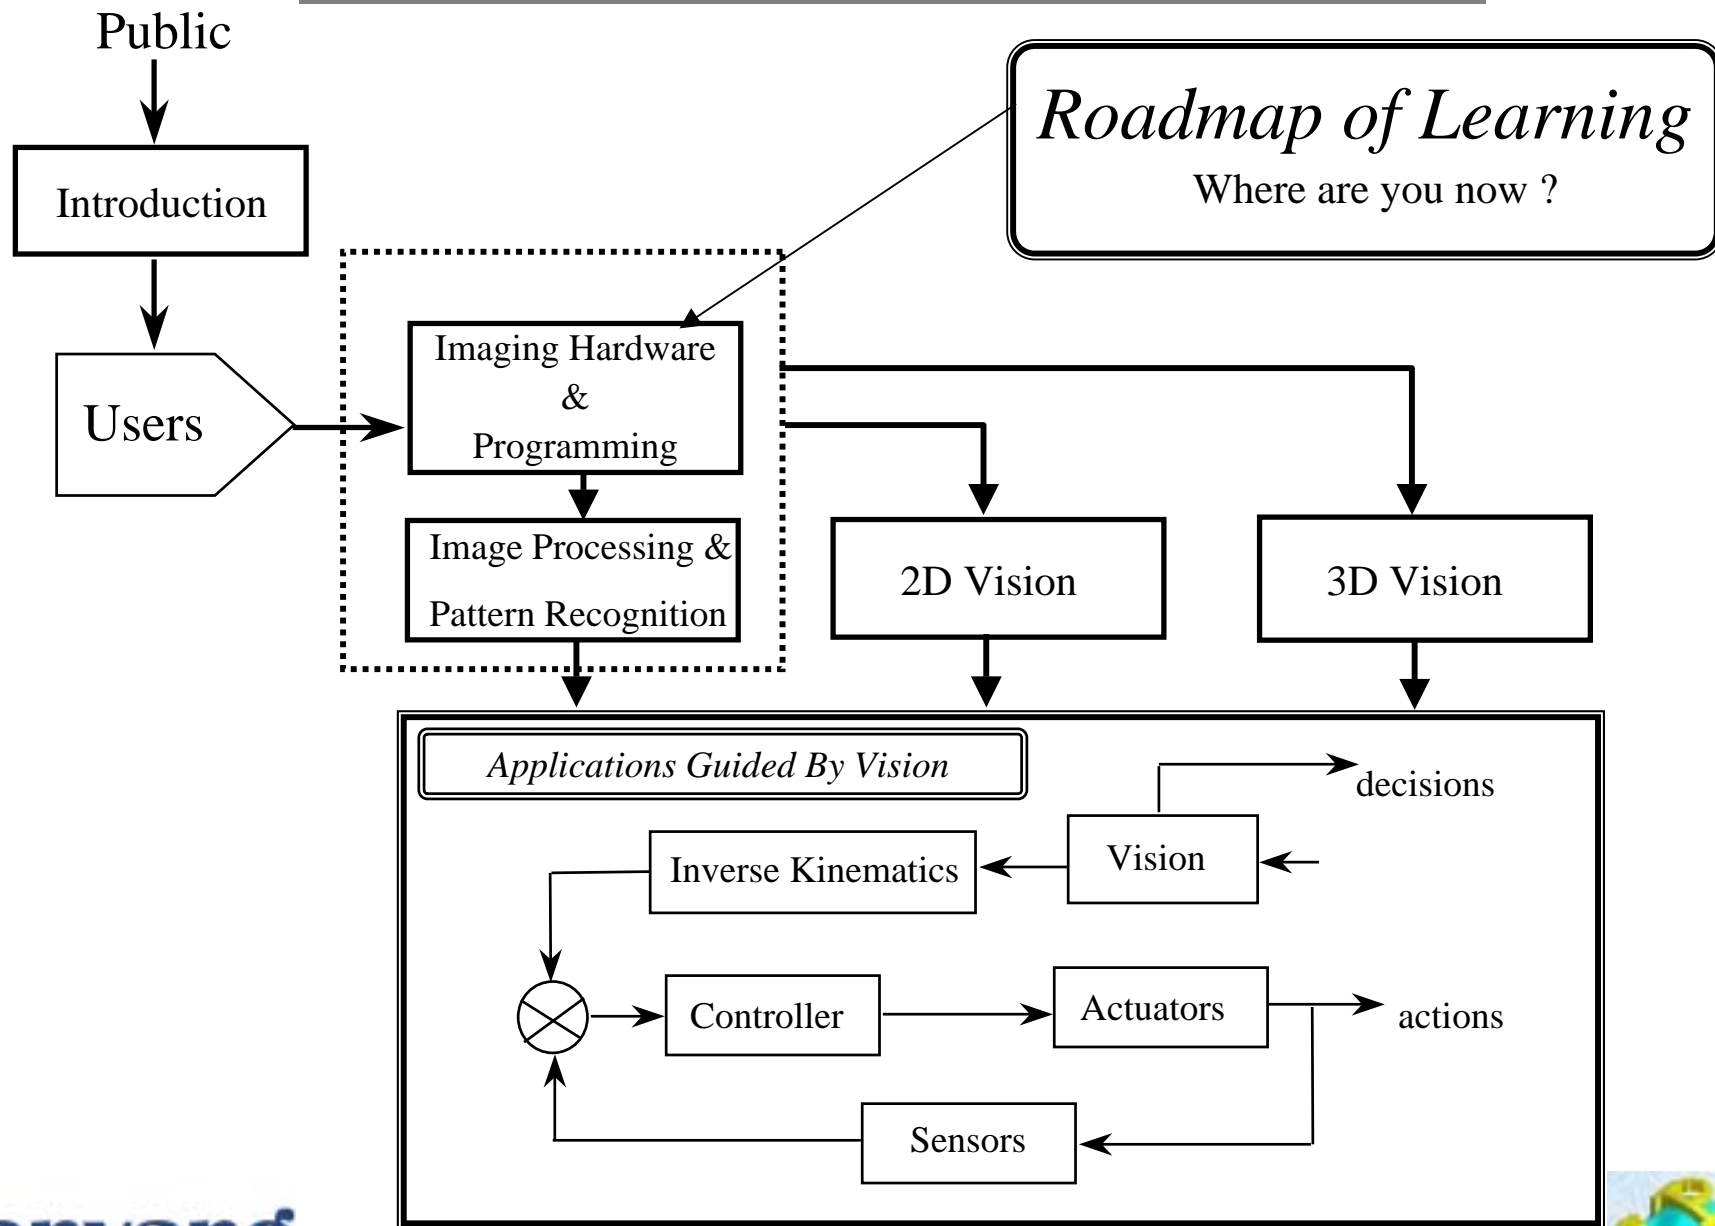 Public
Roadmap of Learning
Where are you now ?
Introduction
Users
Imaging Hardware
&
Programming
Image Processing &
Pattern Recognition
2D Vision
3D Vision
Applications Guided By Vision
decisions
Vision
Inverse Kinematics
Controller
Actuators
actions
Sensors